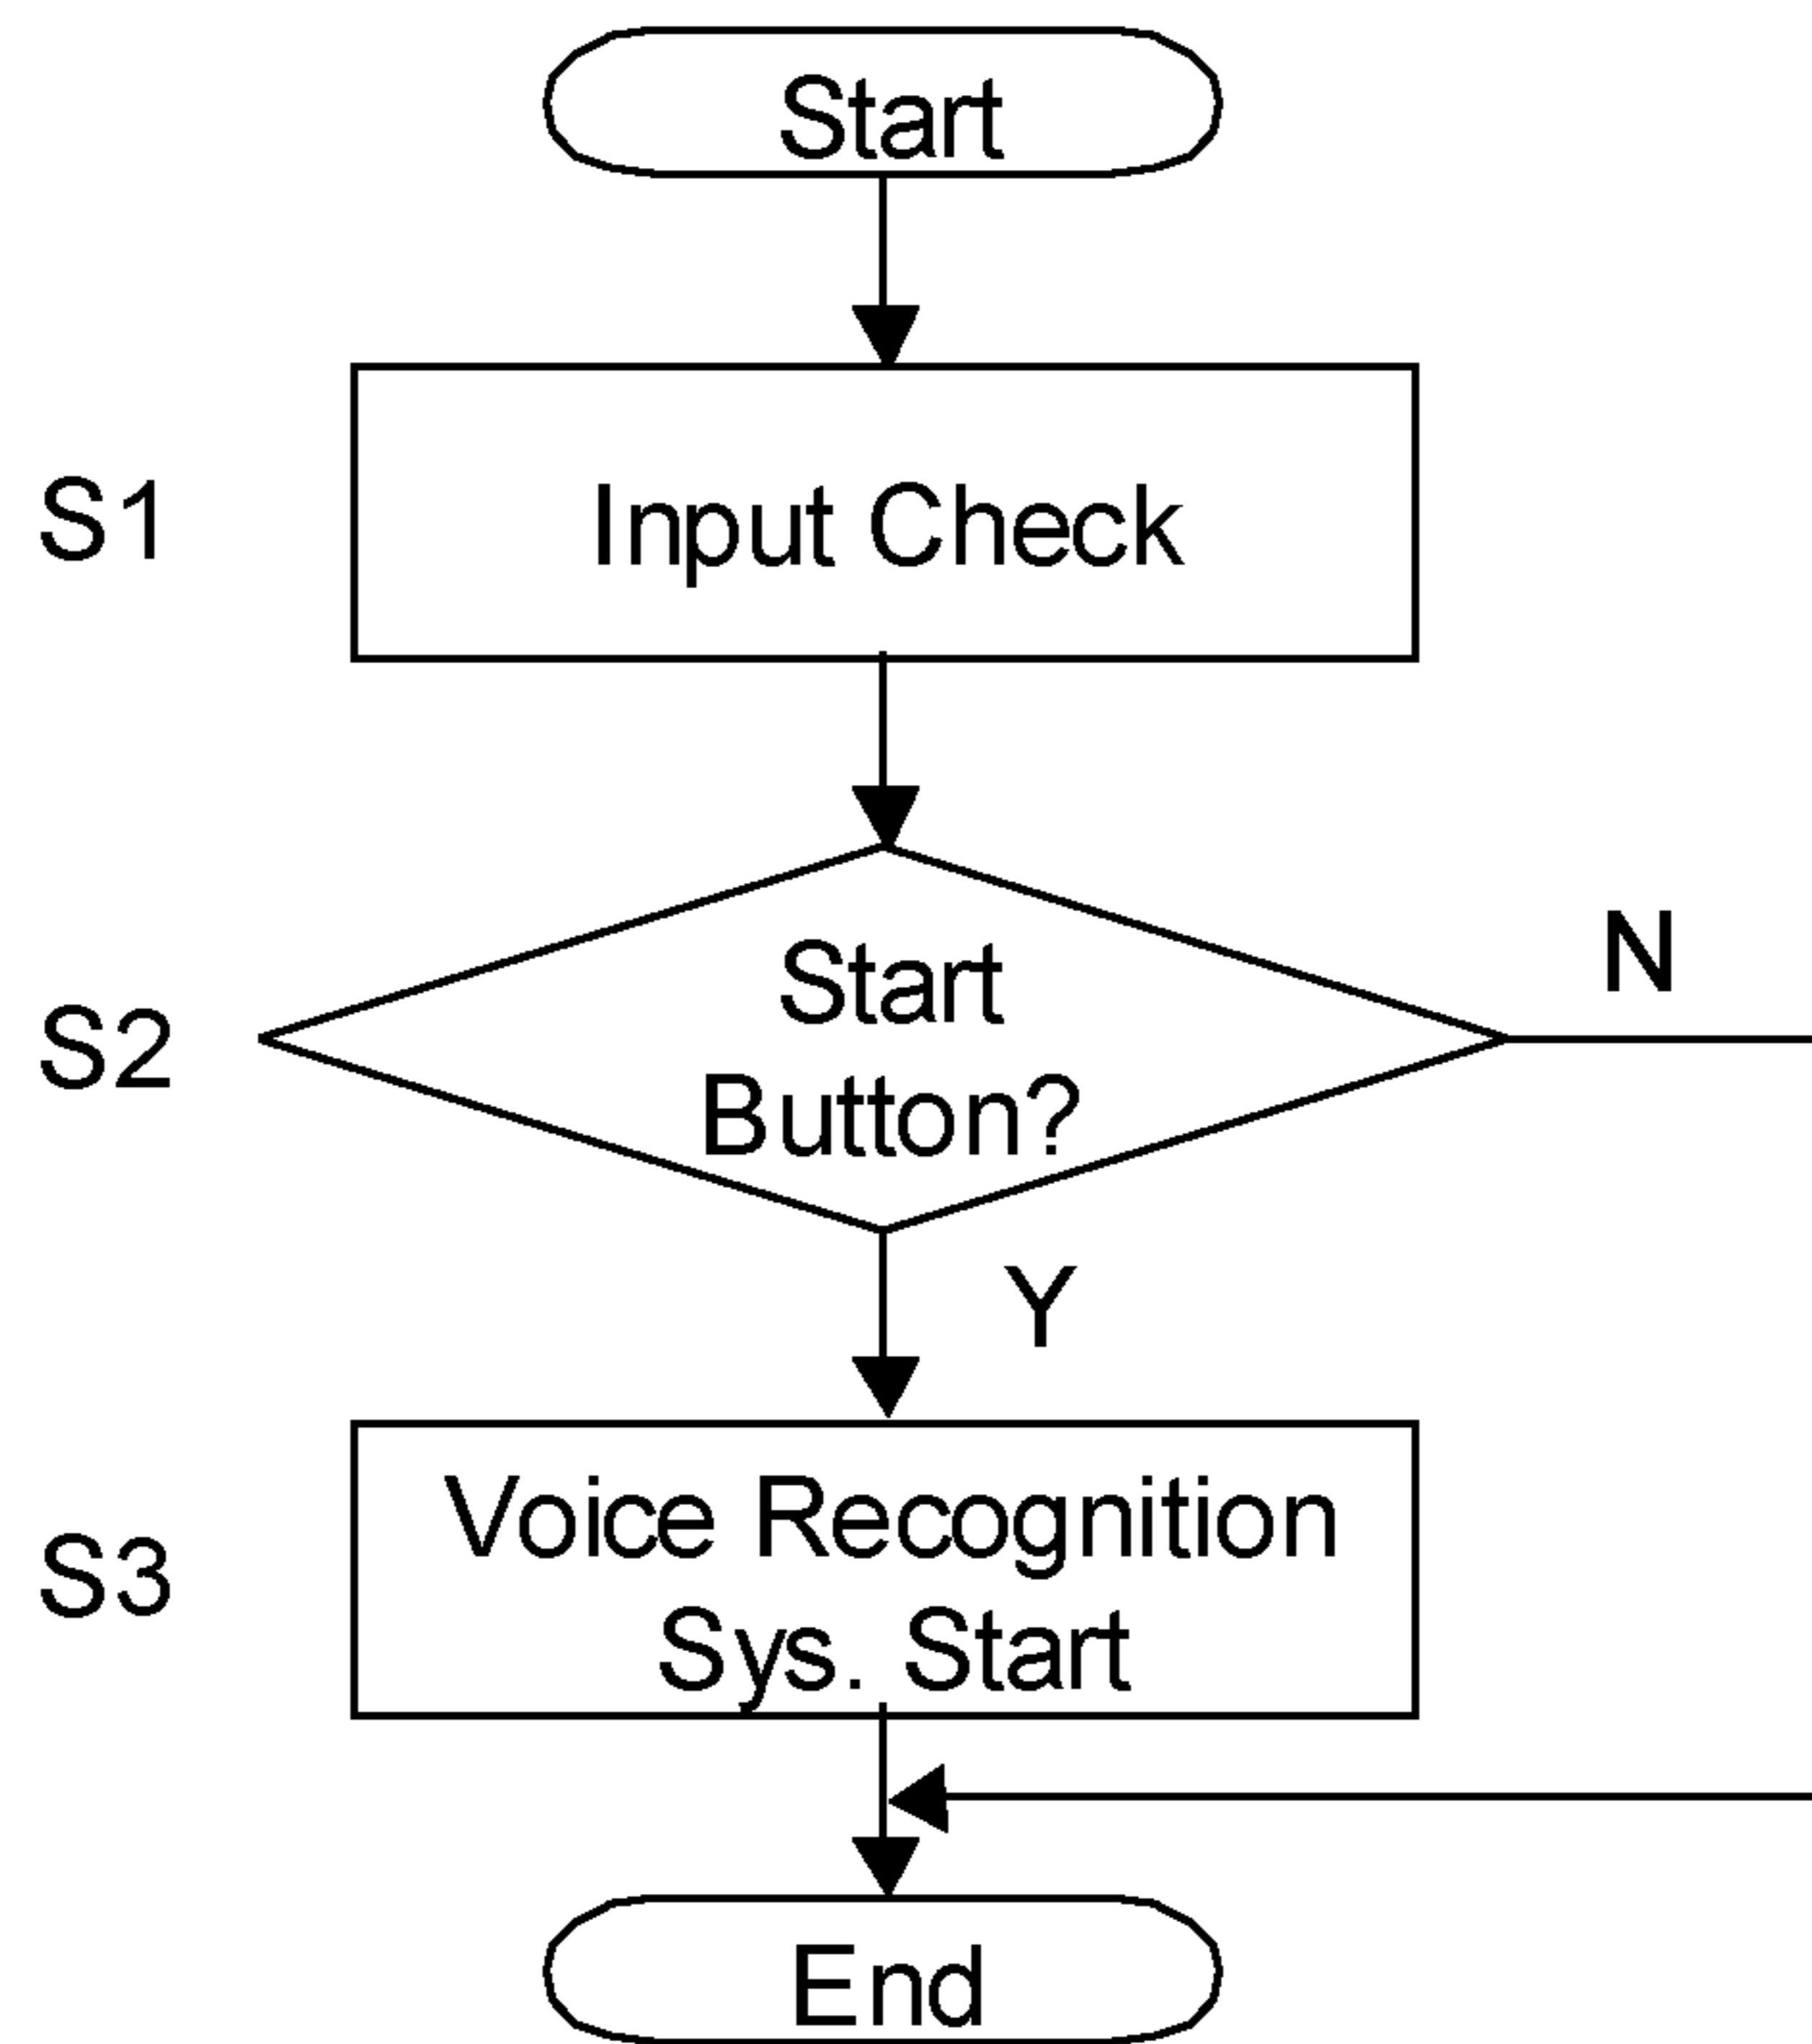 Start
S1
Input Check
S2
Start
Button?
N
Y
S3
Voice Recognition
Sys. Start
End